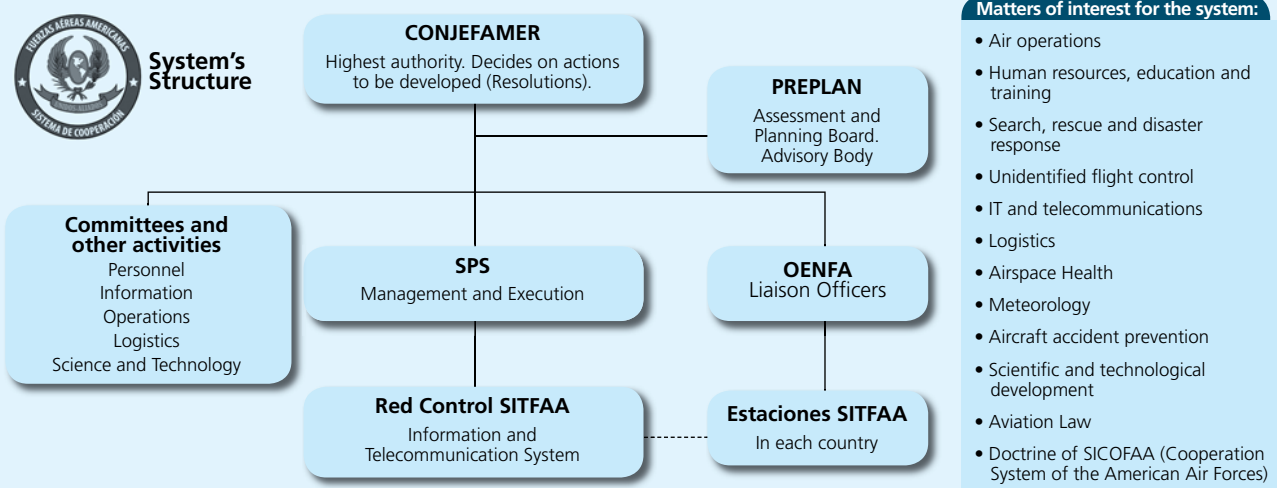 FUERZAS AÉREAS AMERICANAS
SISTEMA DE COOPERACIÓN
System's
Structure
CONJEFAMER
Highest authority. Decides on actions
to be developed (Resolutions).
PREPLAN
Assessment and
Planning Board.
Advisory Body
Committees and
other activities
Personnel
Information
Operations
Logistics
Science and Technology
SPS
Management and Execution
OENFA
Liaison Officers
Red Control SITFAA
Information and
Telecommunication System
Estaciones SITFAA
In each country
Matters of interest for the system:
• Air operations
• Human resources, education and
training
• Search, rescue and disaster
response
• Unidentified flight control
• IT and telecommunications
• Logistics
• Airspace Health
• Meteorology
• Aircraft accident prevention
• Scientific and technological
development
• Aviation Law
• Doctrine of SICOFAA (Cooperation
System of the American Air Forces)